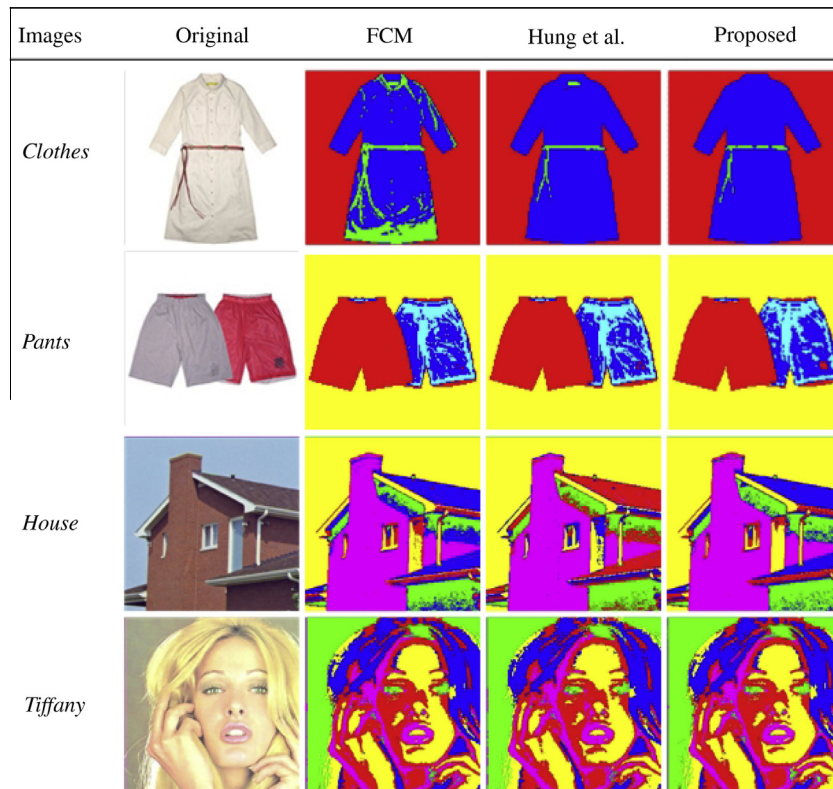 Images Original FCM Hung et al. Proposed
Clothes
Pants
House
Tiffany